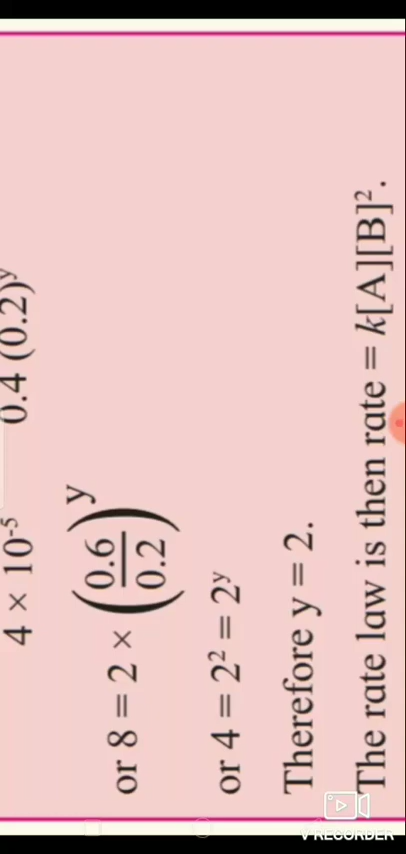 4 × 10⁻⁵ 0.4 (0.2)ʸ
or 8 = 2 × (0.6/0.2)ʸ
or 4 = 2² = 2ʸ
Therefore y = 2.
The rate law is then rate = k[A][B]².
V RECORDER